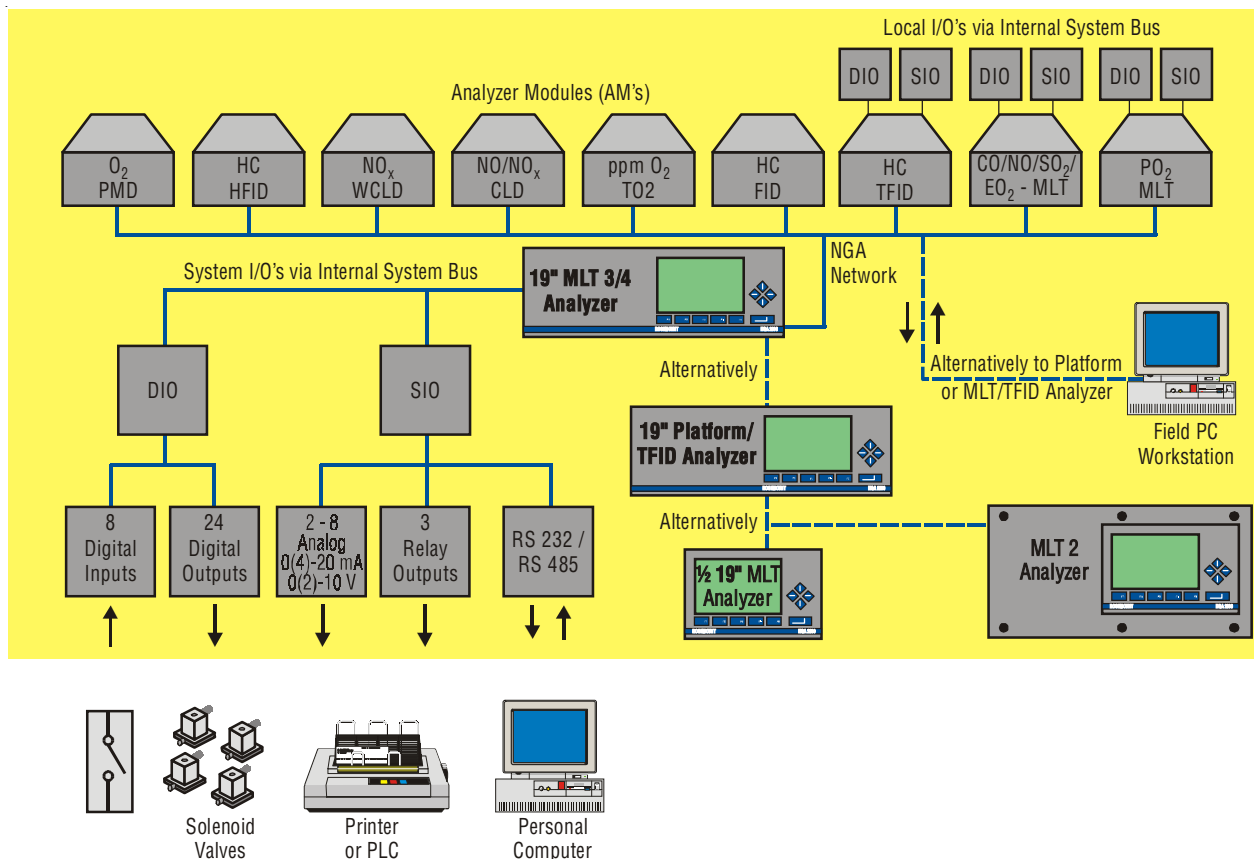 Local I/O's via Internal System Bus
DIO SIO DIO SIO DIO SIO
Analyzer Modules (AM's)
O2 PMD
HC HFID
NOx WCLD
NO/NOx CLD
ppm O2 TO2
HC FID
HC TFID
CO/NO/SO2/ EO2 - MLT
PO2 MLT
System I/O's via Internal System Bus
19" MLT 3/4
Analyzer
NGA
Network
DIO
SIO
Alternatively
Alternatively to Platform
or MLT/TFID Analyzer
Field PC
Workstation
19" Platform/
TFID Analyzer
Alternatively
8
Digital
Inputs
24
Digital
Outputs
2 - 8
Analog
0(4)-20 mA
0(2)-10 V
3
Relay
Outputs
RS 232 /
RS 485
½ 19" MLT
Analyzer
MLT 2
Analyzer
Solenoid
Valves
Printer
or PLC
Personal
Computer